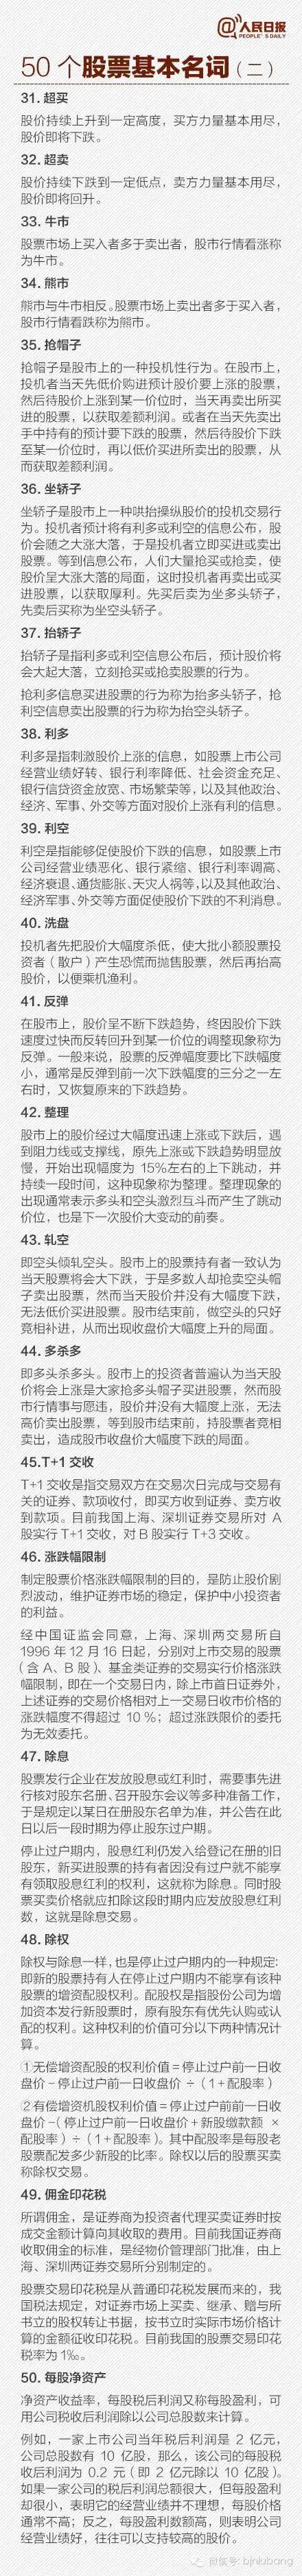 @人民日报
PEOPLE'S DAILY
50个股票基本名词（二）
31. 超买
股价持续上升到一定高度，买方力量基本用尽，
股价即将下跌。
32. 超卖
股价持续下跌到一定低点，卖方力量基本用尽，
股价即将回升。
33. 牛市
股票市场上买入者多于卖出者，股市行情看涨称
为牛市。
34. 熊市
熊市与牛市相反。股票市场上卖出者多于买入者，
股市行情看跌称为熊市。
35. 抢帽子
抢帽子是股市上的一种投机性行为。在股市上，
投机者当天先低价购进预计股价要上涨的股票，
然后待股价上涨到某一价位时，当天再卖出所买
进的股票，以获取差额利润。或者在当天先卖出
手中持有的预计要下跌的股票，然后待股价下跌
至某一价位时，再以低价买进所卖出的股票，从
而获取差额利润。
36. 坐轿子
坐轿子是股市上一种哄抬操纵股价的投机交易行
为。投机者预计将有利多或利空的信息公布，股
价会随之大涨大落，于是投机者立即买进或卖出
股票。等到信息公布，人们大量抢买或抢卖，使
股价呈大涨大落的局面，这时投机者再卖出或买
进股票，以获取厚利。先买后卖为坐多头轿子，
先卖后买称为坐空头轿子。
37. 抬轿子
抬轿子是指利多或利空信息公布后，预计股价将
会大起大落，立刻抢买或抢卖股票的行为。
抢利多信息买进股票的行为称为抬多头轿子，抢
利空信息卖出股票的行为称为抬空头轿子。
38. 利多
利多是指刺激股价上涨的信息，如股票上市公司
经营业绩好转、银行利率降低、社会资金充足、
银行信贷资金放宽、市场繁荣等，以及其他政治、
经济、军事、外交等方面对股价上涨有利的信息。
39. 利空
利空是指能够促使股价下跌的信息，如股票上市
公司经营业绩恶化、银行紧缩、银行利率调高、
经济衰退、通货膨胀、天灾人祸等，以及其他政治、
经济军事、外交等方面促使股价下跌的不利消息。
40. 洗盘
投机者先把股价大幅度杀低，使大批小额股票投
资者（散户）产生恐慌而抛售股票，然后再抬高
股价，以便乘机渔利。
41. 反弹
在股市上，股价呈不断下跌趋势，终因股价下跌
速度过快而反转回升到某一价位的调整现象称为
反弹。一般来说，股票的反弹幅度要比下跌幅度
小，通常是反弹到前一次下跌幅度的三分之一左
右时，又恢复原来的下跌趋势。
42. 整理
股市上的股价经过大幅度迅速上涨或下跌后，遇
到阻力线或支撑线，原先上涨或下跌趋势明显放
慢，开始出现幅度为 15%左右的上下跳动，并
持续一段时间，这种现象称为整理。整理现象的
出现通常表示多头和空头激烈互斗而产生了跳动
价位，也是下一次股价大变动的前奏。
43. 轧空
即空头倾轧空头。股市上的股票持有者一致认为
当天股票将会大下跌，于是多数人却抢卖空头帽
子卖出股票，然而当天股价并没有大幅度下跌，
无法低价买进股票。股市结束前，做空头的只好
竞相补进，从而出现收盘价大幅度上升的局面。
44. 多杀多
即多头杀多头。股市上的投资者普遍认为当天股
价将会上涨是大家抢多头帽子买进股票，然而股
市行情事与愿违，股价并没有大幅度上涨，无法
高价卖出股票，等到股市结束前，持股票者竞相
卖出，造成股市收盘价大幅度下跌的局面。
45.T+1 交收
T+1 交收是指交易双方在交易次日完成与交易有
关的证券、款项收付，即买方收到证券、卖方收
到款项。目前我国上海、深圳证券交易所对 A
股实行 T+1 交收，对 B 股实行 T+3 交收。
46. 涨跌幅限制
制定股票价格涨跌幅限制的目的，是防止股价剧
烈波动，维护证券市场的稳定，保护中小投资者
的利益。
经中国证监会同意，上海、深圳两交易所自
1996 年 12 月 16 日起，分别对上市交易的股票
（含 A、B 股）、基金类证券的交易实行价格涨跌
幅限制，即在一个交易日内，除上市首日证券外，
上述证券的交易价格相对上一交易日收市价格的
涨跌幅度不得超过 10 %；超过涨跌限价的委托
为无效委托。
47. 除息
股票发行企业在发放股息或红利时，需要事先进
行核对股东名册、召开股东会议等多种准备工作，
于是规定以某日在册股东名单为准，并公告在此
日以后一段时期为停止股东过户期。
停止过户期内，股息红利仍发入给登记在册的旧
股东，新买进股票的持有者因没有过户就不能享
有领取股息红利的权利，这就称为除息。同时股
票买卖价格就应扣除这段时期内应发放股息红利
数，这就是除息交易。
48. 除权
除权与除息一样，也是停止过户期内的一种规定：
即新的股票持有人在停止过户期内不能享有该种
股票的增资配股权利。配股权是指股份公司为增
加资本发行新股票时，原有股东有优先认购或认
配的权利。这种权利的价值可分以下两种情况计
算。
①无偿增资配股的权利价值＝停止过户前一日收
盘价－停止过户前一日收盘价 ÷（1＋配股率）
②有偿增资机股权利价值＝停止过户前一日收
盘价－（停止过户前一日收盘价＋新股缴款额 ×
配股率）÷（1＋配股率）。其中配股率是每股老
股票配发多少新股的比率。除权以后的股票买卖
称除权交易。
49. 佣金印花税
所谓佣金，是证券商为投资者代理买卖证券时按
成交金额计算向其收取的费用。目前我国证券商
收取佣金的标准，是经物价管理部门批准，由上
海、深圳两证券交易所分别制定的。
股票交易印花税是从普通印花税发展而来的，我
国税法规定，对证券市场上买卖、继承、赠与所
书立的股权转让书据，按书立时实际市场价格计
算的金额征收印花税。目前我国的股票交易印花
税率为 1‰。
50. 每股净资产
净资产收益率，每股税后利润又称每股盈利，可
用公司税收后利润除以公司总股数来计算。
例如，一家上市公司当年税后利润是 2 亿元，
公司总股数有 10 亿股，那么，该公司的每股税
收后利润为 0.2 元（即 2 亿元除以 10 亿股）。
如果一家公司的税后利润总额很大，但每股盈利
却很小，表明它的经营业绩并不理想，每股价格
通常不高；反之，每股盈利数额高，则表明公司
经营业绩好，往往可以支持较高的股价。
微信号: bjniubang